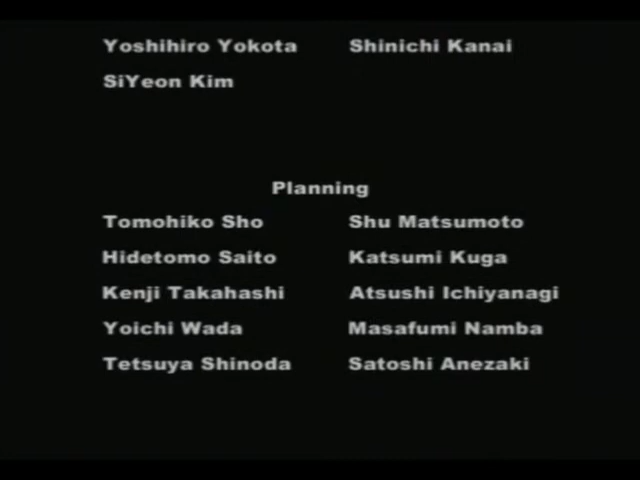 Yoshihiro Yokota Shinichi Kanai
SiYeon Kim
Planning
Tomohiko Sho Shu Matsumoto
Hidetomo Saito Katsumi Kuga
Kenji Takahashi Atsushi Ichiyanagi
Yoichi Wada Masafumi Namba
Tetsuya Shinoda Satoshi Anezaki